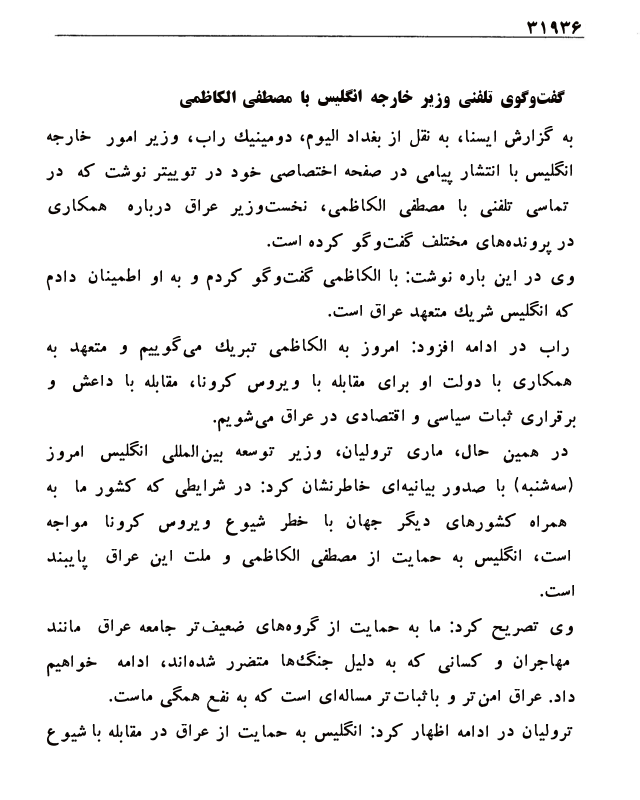 ۳۱۹۳۶
گفت‌وگوی تلفنی وزیر خارجه انگلیس با مصطفی الکاظمی
به گزارش ایسنا، به نقل از بغداد الیوم، دومینیك راب، وزیر امور خارجه
انگلیس با انتشار پیامی در صفحه اختصاصی خود در توییتر نوشت که در
تماسی تلفنی با مصطفی الکاظمی، نخست‌وزیر عراق درباره همکاری
در پرونده‌های مختلف گفت‌وگو کرده است.
وی در این باره نوشت: با الکاظمی گفت‌وگو کردم و به او اطمینان دادم
که انگلیس شریك متعهد عراق است.
راب در ادامه افزود: امروز به الکاظمی تبریك می‌گوییم و متعهد به
همکاری با دولت او برای مقابله با ویروس کرونا، مقابله با داعش و
برقراری ثبات سیاسی و اقتصادی در عراق می‌شویم.
در همین حال، ماری ترولیان، وزیر توسعه بین‌المللی انگلیس امروز
(سه‌شنبه) با صدور بیانیه‌ای خاطرنشان کرد: در شرایطی که کشور ما به
همراه کشورهای دیگر جهان با خطر شیوع ویروس کرونا مواجه
است، انگلیس به حمایت از مصطفی الکاظمی و ملت این عراق پایبند
است.
وی تصریح کرد: ما به حمایت از گروه‌های ضعیف‌تر جامعه عراق مانند
مهاجران و کسانی که به دلیل جنگ‌ها متضرر شده‌اند، ادامه خواهیم
داد. عراق امن‌تر و باثبات‌تر مساله‌ای است که به نفع همگی ماست.
ترولیان در ادامه اظهار کرد: انگلیس به حمایت از عراق در مقابله با شیوع